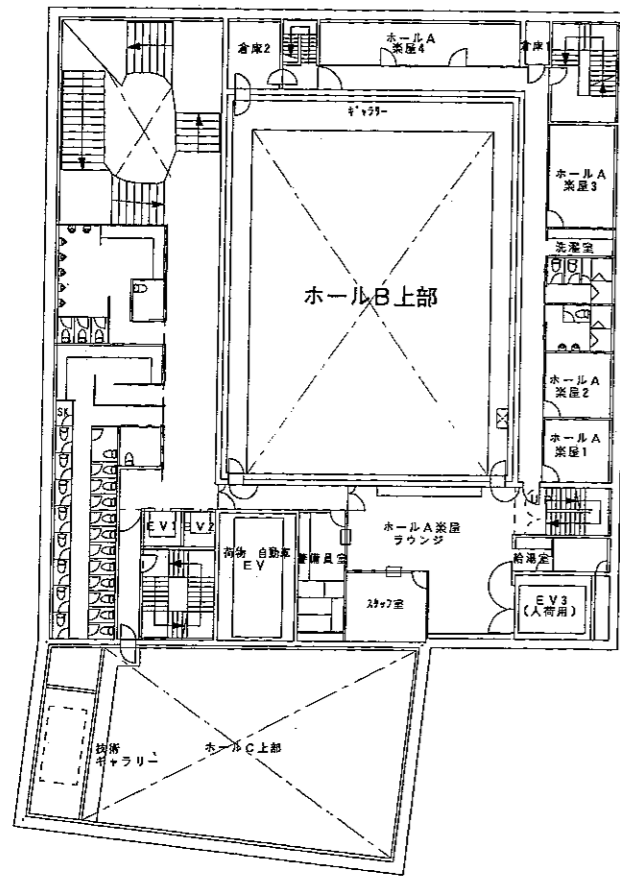 倉庫2
ホールA
楽屋4
倉庫1
ギャラリー
ホールA
楽屋3
洗濯室
ホールB上部
ホールA
楽屋2
SK
ホールA
楽屋1
UP
EV1
EV2
荷物 自動車
EV
警備員室
ホールA楽屋
ラウンジ
給湯室
スタッフ室
EV3
(人荷用)
技術
ギャラリー
ホールC上部